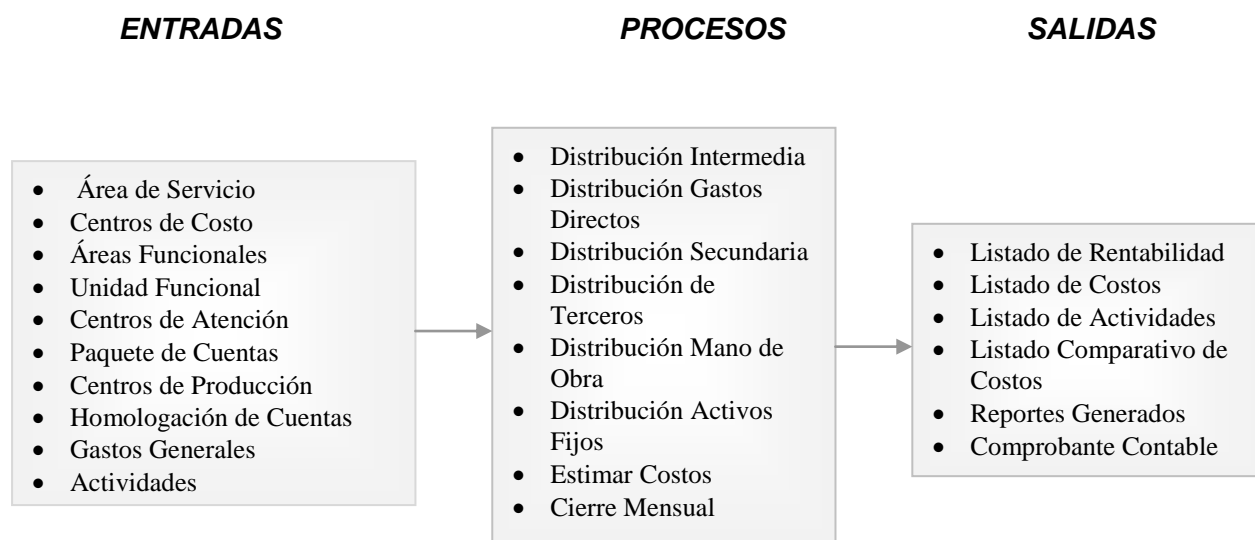 ENTRADAS
PROCESOS
SALIDAS
• Área de Servicio
• Centros de Costo
• Áreas Funcionales
• Unidad Funcional
• Centros de Atención
• Paquete de Cuentas
• Centros de Producción
• Homologación de Cuentas
• Gastos Generales
• Actividades
• Distribución Intermedia
• Distribución Gastos
Directos
• Distribución Secundaria
• Distribución de
Terceros
• Distribución Mano de
Obra
• Distribución Activos
Fijos
• Estimar Costos
• Cierre Mensual
• Listado de Rentabilidad
• Listado de Costos
• Listado de Actividades
• Listado Comparativo de
Costos
• Reportes Generados
• Comprobante Contable